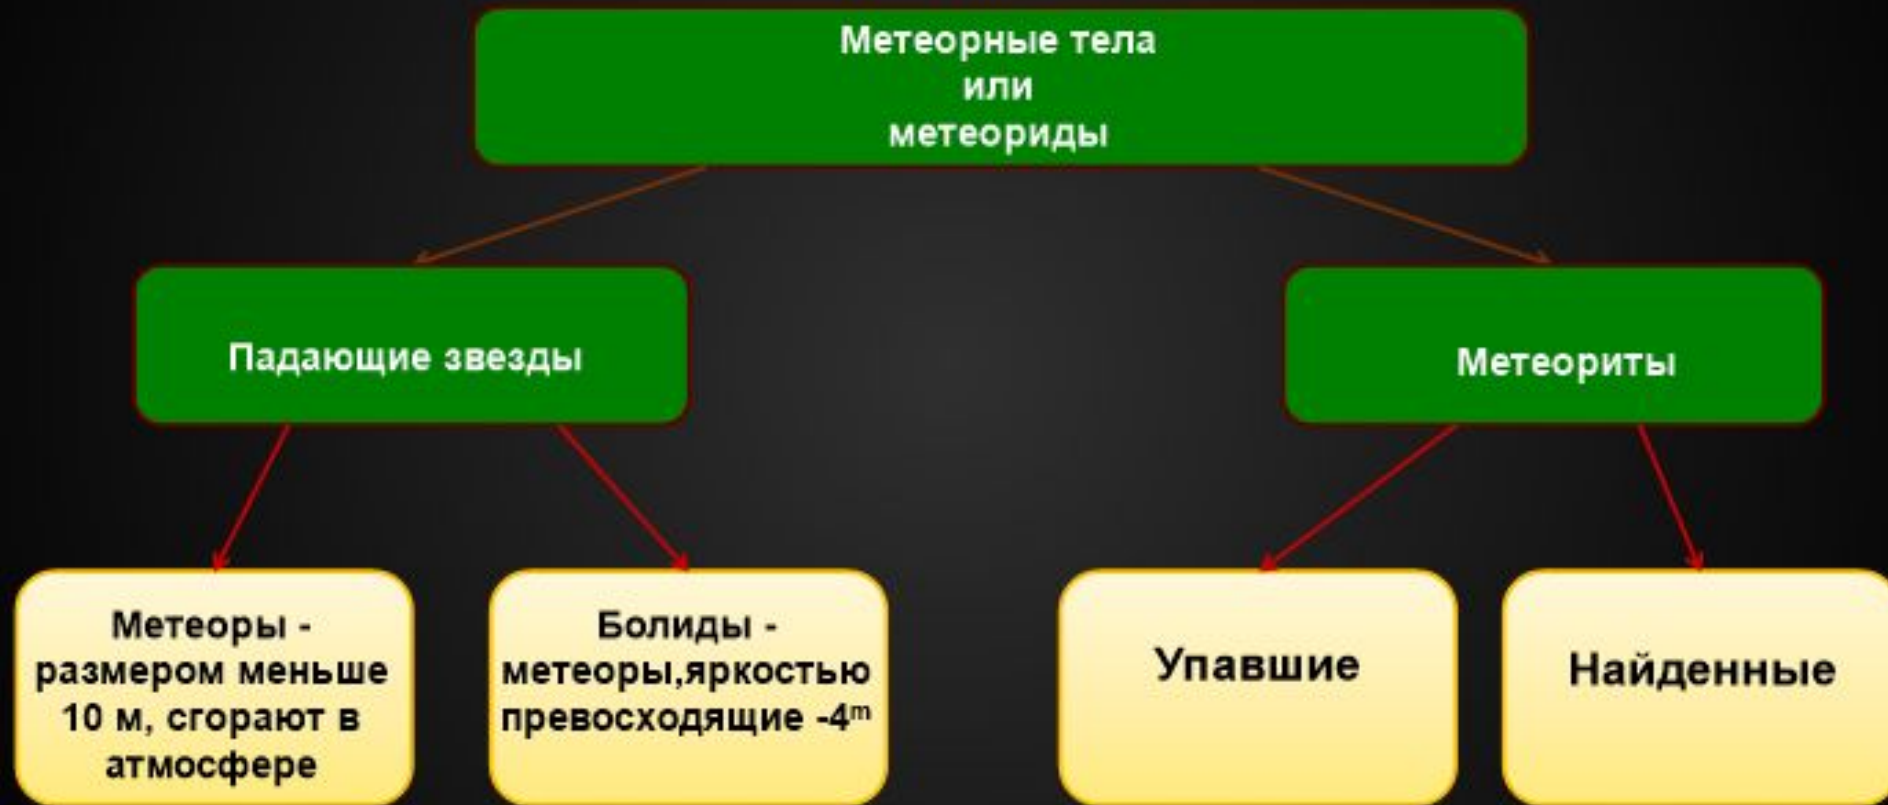 Метеорные тела
или
метеориды
Падающие звезды
Метеориты
Метеоры -
размером меньше
10 м, сгорают в
атмосфере
Болиды -
метеоры,яркостью
превосходящие -4ᵐ
Упавшие
Найденные